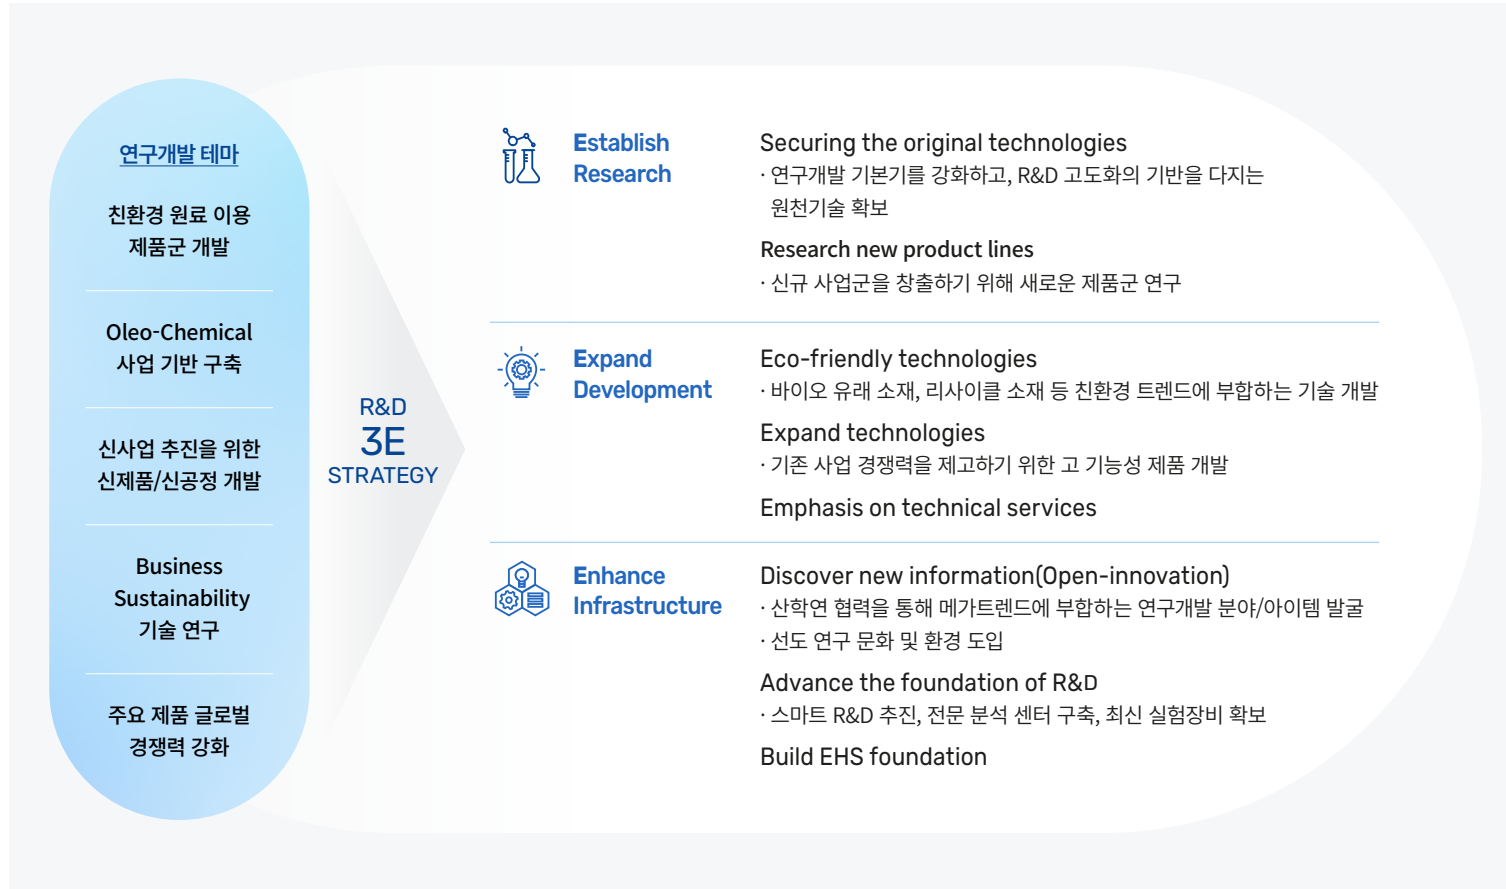 연구개발 테마
친환경 원료 이용
제품군 개발
Oleo-Chemical
사업 기반 구축
신사업 추진을 위한
신제품/신공정 개발
Business
Sustainability
기술 연구
주요 제품 글로벌
경쟁력 강화
R&D
3E
STRATEGY
Establish
Research
Securing the original technologies
· 연구개발 기본기를 강화하고, R&D 고도화의 기반을 다지는
원천기술 확보
Research new product lines
· 신규 사업군을 창출하기 위해 새로운 제품군 연구
Expand
Development
Eco-friendly technologies
· 바이오 유래 소재, 리사이클 소재 등 친환경 트렌드에 부합하는 기술 개발
Expand technologies
· 기존 사업 경쟁력을 제고하기 위한 고 기능성 제품 개발
Emphasis on technical services
Enhance
Infrastructure
Discover new information(Open-innovation)
· 산학연 협력을 통해 메가트렌드에 부합하는 연구개발 분야/아이템 발굴
· 선도 연구 문화 및 환경 도입
Advance the foundation of R&D
· 스마트 R&D 추진, 전문 분석 센터 구축, 최신 실험장비 확보
Build EHS foundation